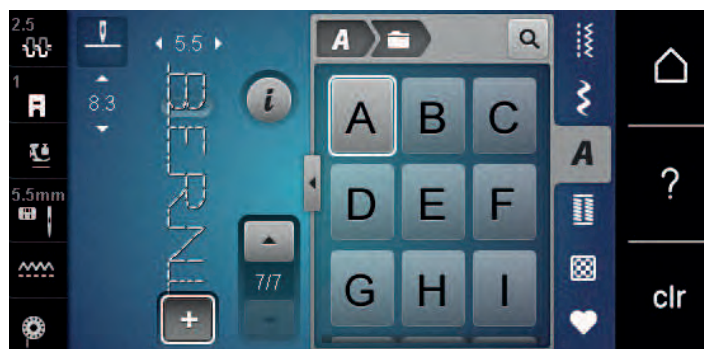 2.5
1
5.5mm
5.5
8.3
BERNI
i
7/7
+
-
A
A B C
D E F
G H I
A
?
clr